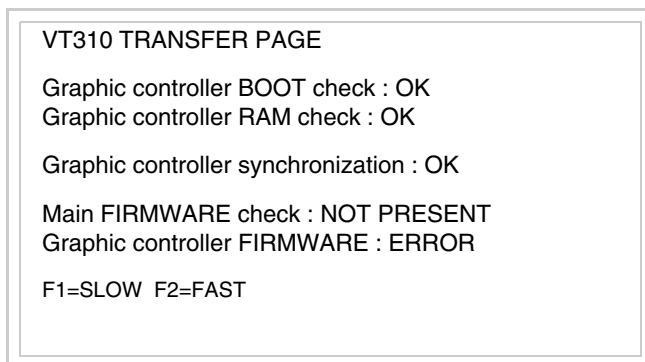 VT310 TRANSFER PAGE
Graphic controller BOOT check : OK
Graphic controller RAM check : OK
Graphic controller synchronization : OK
Main FIRMWARE check : NOT PRESENT
Graphic controller FIRMWARE : ERROR
F1=SLOW  F2=FAST